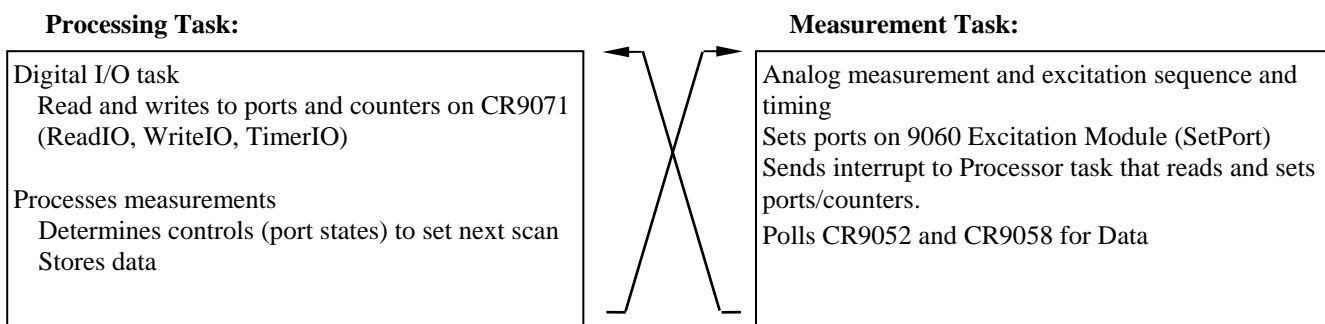 Processing Task:
Digital I/O task
Read and writes to ports and counters on CR9071
(ReadIO, WriteIO, TimerIO)
Processes measurements
Determines controls (port states) to set next scan
Stores data
Measurement Task:
Analog measurement and excitation sequence and
timing
Sets ports on 9060 Excitation Module (SetPort)
Sends interrupt to Processor task that reads and sets
ports/counters.
Polls CR9052 and CR9058 for Data